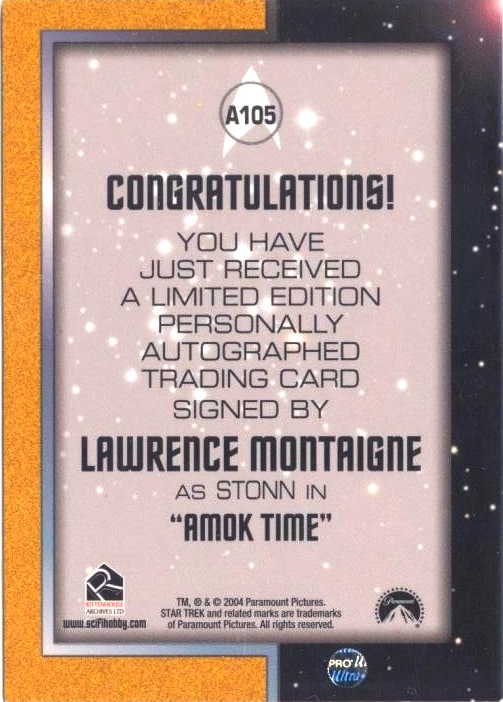 A105
CONGRATULATIONS!
YOU HAVE
JUST RECEIVED
A LIMITED EDITION
PERSONALLY
AUTOGRAPHED
TRADING CARD
SIGNED BY
LAWRENCE MONTAIGNE
AS STONN IN
“AMOK TIME”
RITTENHOUSE
ARCHIVES LTD
www.scifihobby.com
TM, ® & © 2004 Paramount Pictures.
STAR TREK and related marks are trademarks
of Paramount Pictures. All rights reserved.
Paramount
PRO
Ultra